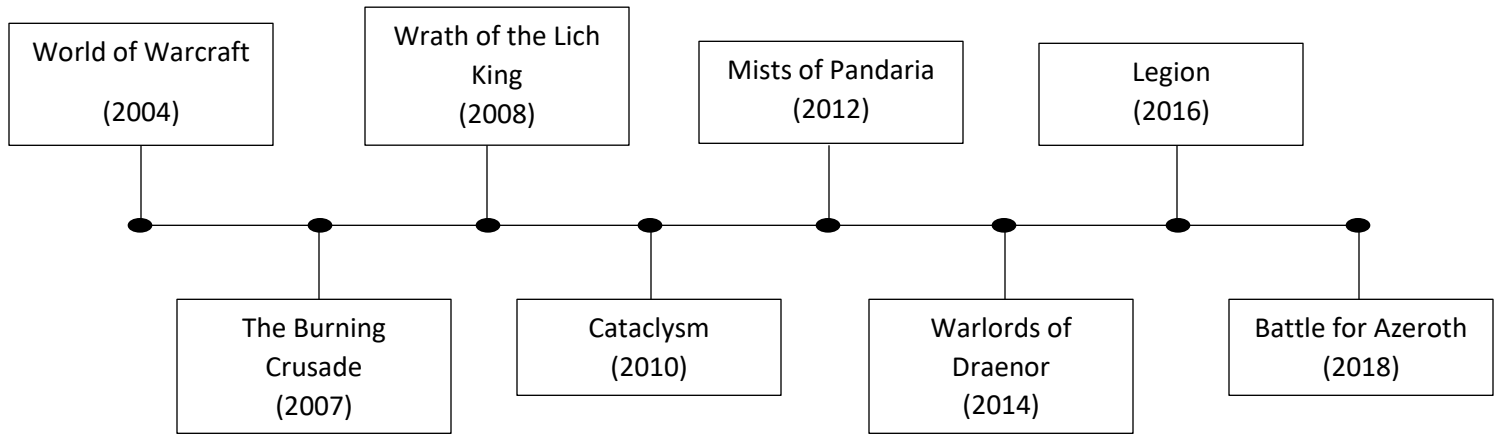 World of Warcraft
(2004)
Wrath of the Lich
King
(2008)
Mists of Pandaria
(2012)
Legion
(2016)
The Burning
Crusade
(2007)
Cataclysm
(2010)
Warlords of
Draenor
(2014)
Battle for Azeroth
(2018)